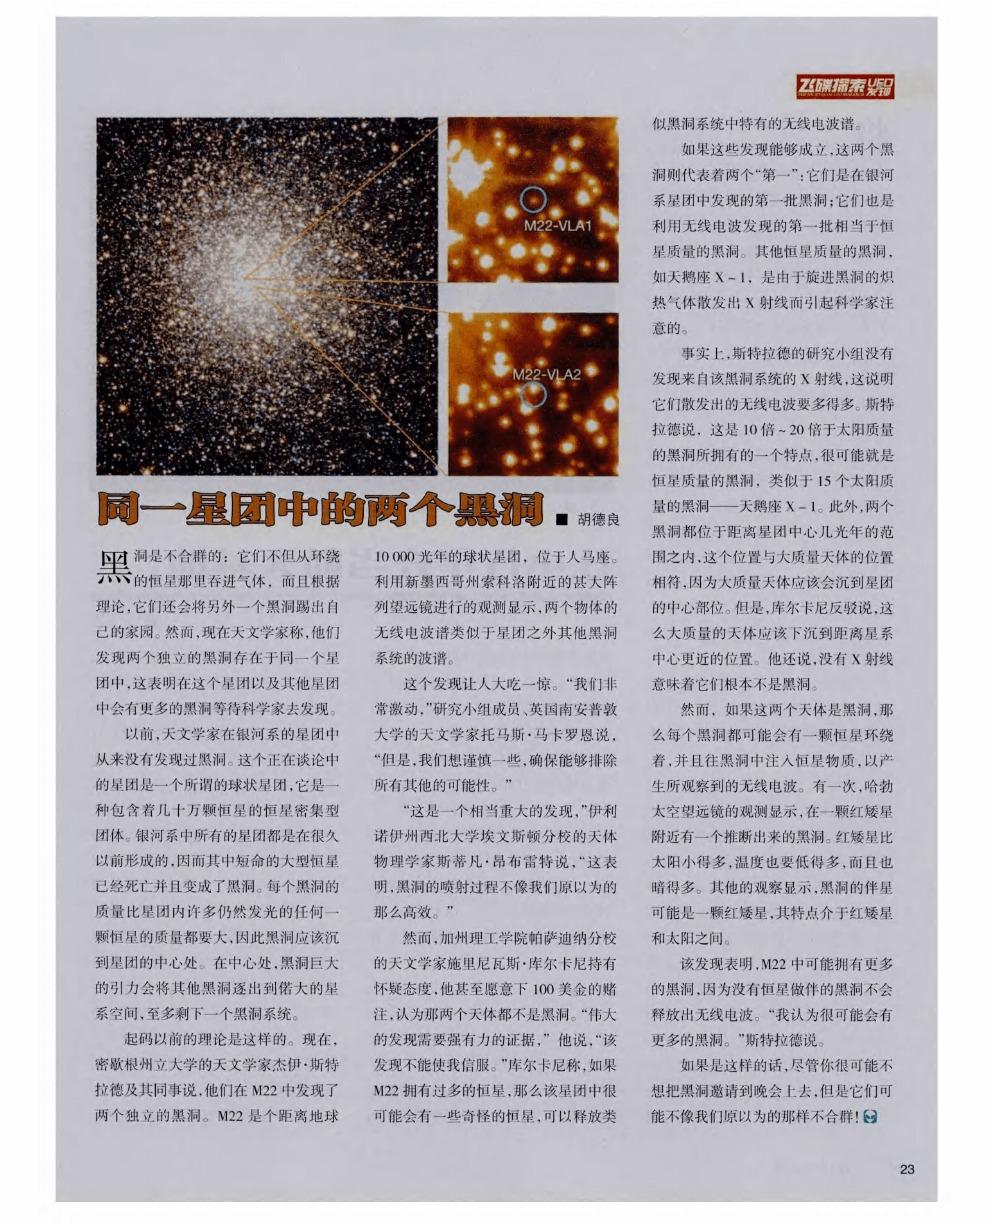 飞碟探索 UFO发现
M22-VLA1
M22-VLA2
同一星团中的两个黑洞
■ 胡德良
黑洞是不合群的：它们不但从环绕
的恒星那里吞进气体，而且根据
理论，它们还会将另外一个黑洞踢出自
己的家园。然而，现在天文学家称，他们
发现两个独立的黑洞存在于同一个星
团中，这表明在这个星团以及其他星团
中会有更多的黑洞等待科学家去发现。
以前，天文学家在银河系的星团中
从来没有发现过黑洞。这个正在谈论中
的星团是一个所谓的球状星团，它是一
种包含着几十万颗恒星的恒星密集型
团体。银河系中所有的星团都是在很久
以前形成的，因而其中短命的大型恒星
已经死亡并且变成了黑洞。每个黑洞的
质量比星团内许多仍然发光的任何一
颗恒星的质量都要大，因此黑洞应该沉
到星团的中心处。在中心处，黑洞巨大
的引力会将其他黑洞逐出到偌大的星
系空间，至多剩下一个黑洞系统。
起码以前的理论是这样的。现在，
密歇根州立大学的天文学家杰伊·斯特
拉德及其同事说，他们在 M22 中发现了
两个独立的黑洞。M22 是个距离地球
10 000 光年的球状星团，位于人马座。
利用新墨西哥州索科洛附近的甚大阵
列望远镜进行的观测显示，两个物体的
无线电波谱类似于星团之外其他黑洞
系统的波谱。
这个发现让人大吃一惊。“我们非
常激动，”研究小组成员、英国南安普敦
大学的天文学家托马斯·马卡罗恩说，
“但是，我们想谨慎一些，确保能够排除
所有其他的可能性。”
“这是一个相当重大的发现，”伊利
诺伊州西北大学埃文斯顿分校的天体
物理学家斯蒂凡·昂布雷特说，“这表
明，黑洞的喷射过程不像我们原以为的
那么高效。”
然而，加州理工学院帕萨迪纳分校
的天文学家施里尼瓦斯·库尔卡尼持有
怀疑态度，他甚至愿意下 100 美金的赌
注，认为那两个天体都不是黑洞。“伟大
的发现需要强有力的证据，”他说，“该
发现不能使我信服。”库尔卡尼称，如果
M22 拥有过多的恒星，那么该星团中很
可能会有一些奇怪的恒星，可以释放类
似黑洞系统中特有的无线电波谱。
如果这些发现能够成立，这两个黑
洞则代表着两个“第一”：它们是在银河
系星团中发现的第一批黑洞；它们也是
利用无线电波发现的第一批相当于恒
星质量的黑洞。其他恒星质量的黑洞，
如天鹅座 X－1，是由于旋进黑洞的炽
热气体散发出 X 射线而引起科学家注
意的。
事实上，斯特拉德的研究小组没有
发现来自该黑洞系统的 X 射线，这说明
它们散发出的无线电波要多得多。斯特
拉德说，这是 10 倍～20 倍于太阳质量
的黑洞所拥有的一个特点，很可能就是
恒星质量的黑洞，类似于 15 个太阳质
量的黑洞——天鹅座 X－1。此外，两个
黑洞都位于距离星团中心几光年的范
围之内，这个位置与大质量天体的位置
相符，因为大质量天体应该会沉到星团
的中心部位。但是，库尔卡尼反驳说，这
么大质量的天体应该下沉到距离星系
中心更近的位置。他还说，没有 X 射线
意味着它们根本不是黑洞。
然而，如果这两个天体是黑洞，那
么每个黑洞都可能会有一颗恒星环绕
着，并且往黑洞中注入恒星物质，以产
生所观察到的无线电波。有一次，哈勃
太空望远镜的观测显示，在一颗红矮星
附近有一个推断出来的黑洞。红矮星比
太阳小得多，温度也要低得多，而且也
暗得多。其他的观察显示，黑洞的伴星
可能是一颗红矮星，其特点介于红矮星
和太阳之间。
该发现表明，M22 中可能拥有更多
的黑洞，因为没有恒星做伴的黑洞不会
释放出无线电波。“我认为很可能会有
更多的黑洞。”斯特拉德说。
如果是这样的话，尽管你很可能不
想把黑洞邀请到晚会上去，但是它们可
能不像我们原以为的那样不合群！
23